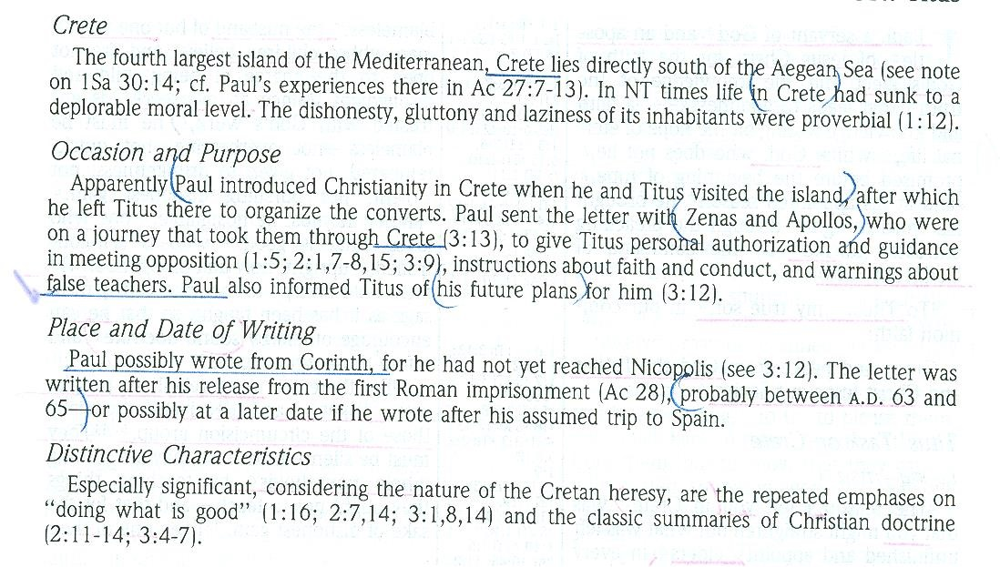 Crete
The fourth largest island of the Mediterranean, Crete lies directly south of the Aegean Sea (see note
on 1Sa 30:14; cf. Paul's experiences there in Ac 27:7-13). In NT times life in Crete had sunk to a
deplorable moral level. The dishonesty, gluttony and laziness of its inhabitants were proverbial (1:12).
Occasion and Purpose
Apparently Paul introduced Christianity in Crete when he and Titus visited the island, after which
he left Titus there to organize the converts. Paul sent the letter with Zenas and Apollos, who were
on a journey that took them through Crete (3:13), to give Titus personal authorization and guidance
in meeting opposition (1:5; 2:1,7-8,15; 3:9), instructions about faith and conduct, and warnings about
false teachers. Paul also informed Titus of his future plans for him (3:12).
Place and Date of Writing
Paul possibly wrote from Corinth, for he had not yet reached Nicopolis (see 3:12). The letter was
written after his release from the first Roman imprisonment (Ac 28), probably between A.D. 63 and
65—or possibly at a later date if he wrote after his assumed trip to Spain.
Distinctive Characteristics
Especially significant, considering the nature of the Cretan heresy, are the repeated emphases on
"doing what is good" (1:16; 2:7,14; 3:1,8,14) and the classic summaries of Christian doctrine
(2:11-14; 3:4-7).